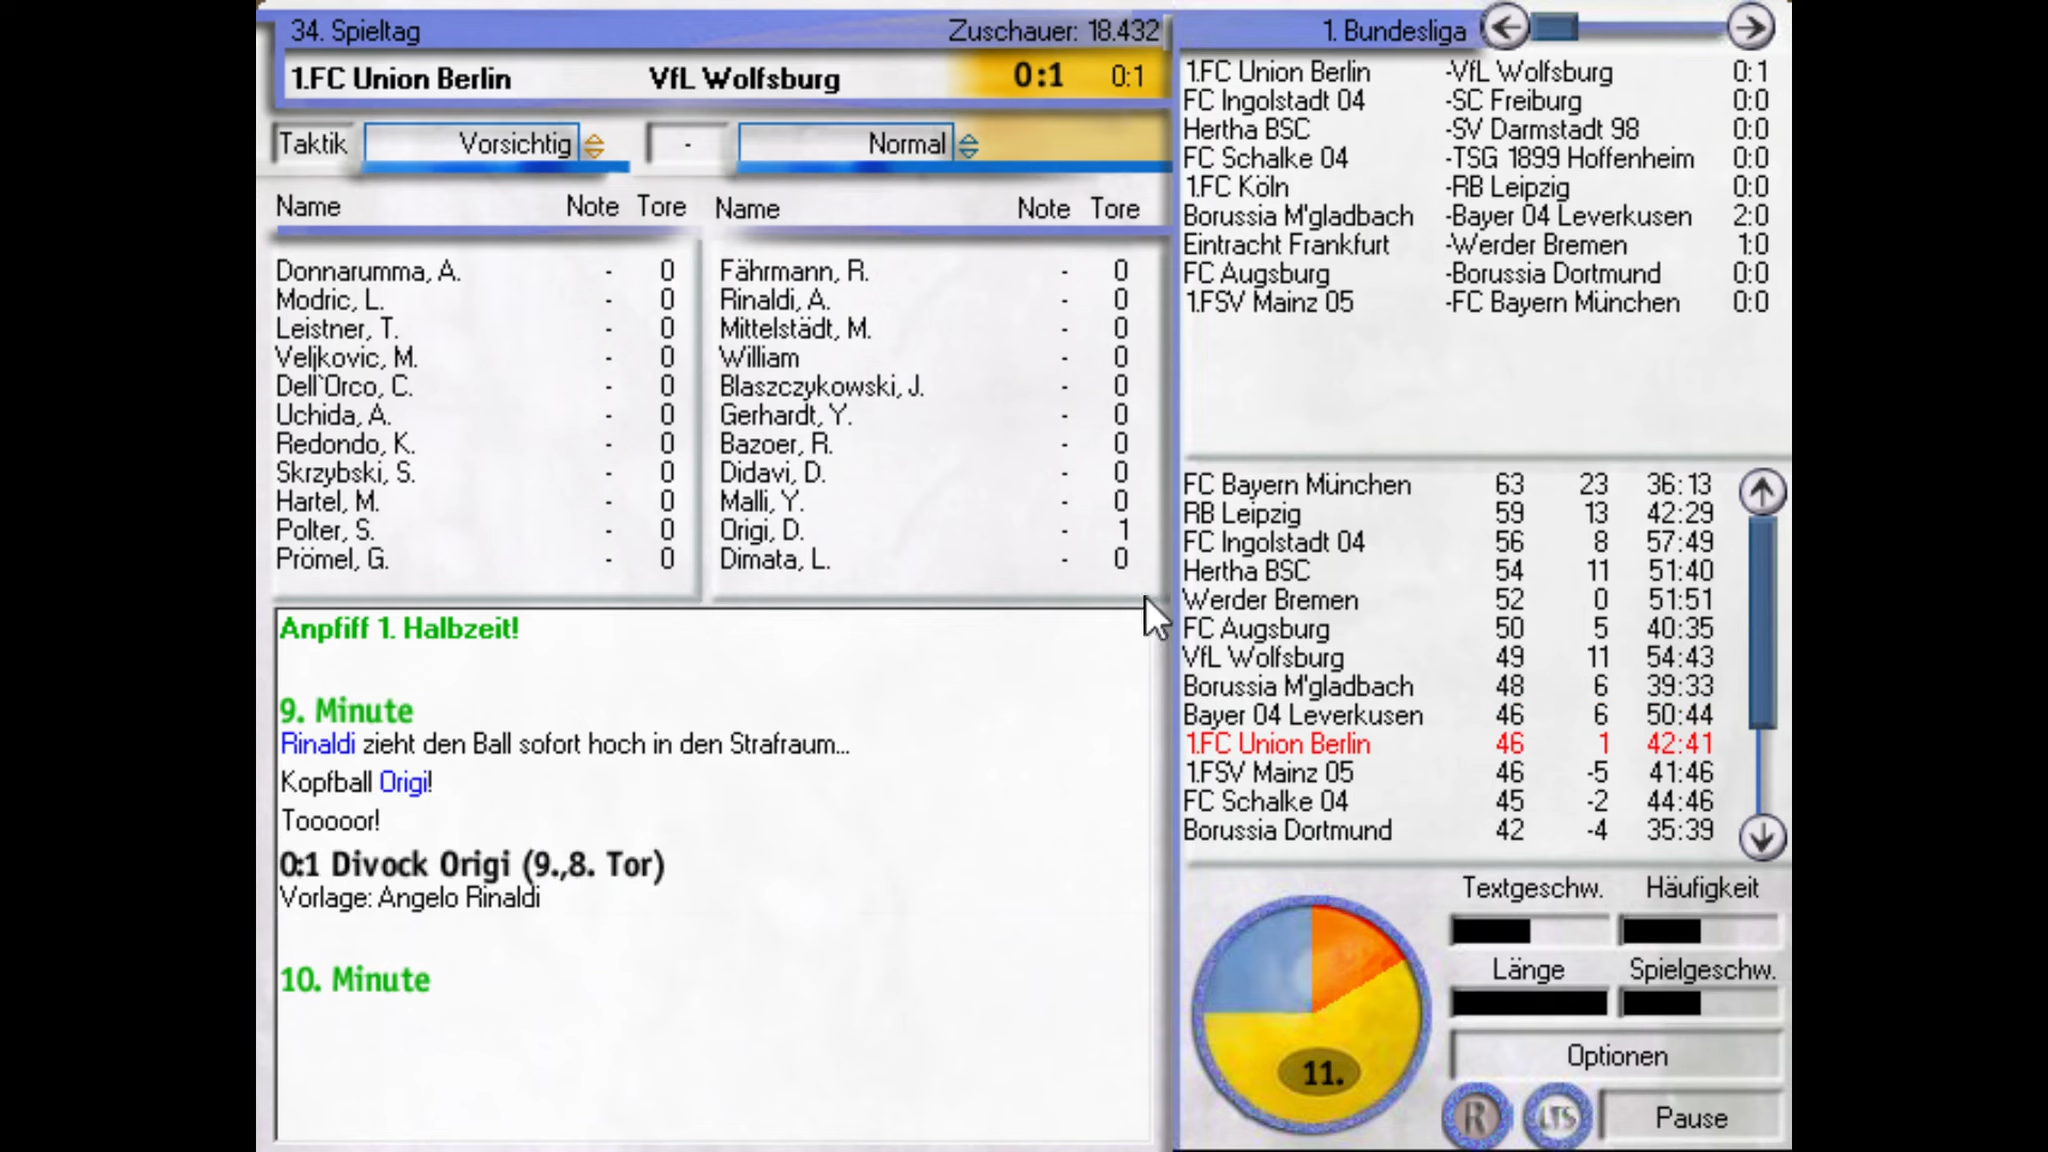 34. Spieltag Zuschauer: 18.432
1.FC Union Berlin VfL Wolfsburg 0:1 0:1
Taktik Vorsichtig - Normal
Name Note Tore Name Note Tore
Donnarumma, A. - 0 Fährmann, R. - 0
Modric, L. - 0 Rinaldi, A. - 0
Leistner, T. - 0 Mittelstädt, M. - 0
Veljkovic, M. - 0 William - 0
Dell`Orco, C. - 0 Blaszczykowski, J. - 0
Uchida, A. - 0 Gerhardt, Y. - 0
Redondo, K. - 0 Bazoer, R. - 0
Skrzybski, S. - 0 Didavi, D. - 0
Hartel, M. - 0 Malli, Y. - 0
Polter, S. - 0 Origi, D. - 1
Prömel, G. - 0 Dimata, L. - 0
Anpfiff 1. Halbzeit!
9. Minute
Rinaldi zieht den Ball sofort hoch in den Strafraum...
Kopfball Origi!
Tooooor!
0:1 Divock Origi (9.,8. Tor)
Vorlage: Angelo Rinaldi
10. Minute
1. Bundesliga
1.FC Union Berlin -VfL Wolfsburg 0:1
FC Ingolstadt 04 -SC Freiburg 0:0
Hertha BSC -SV Darmstadt 98 0:0
FC Schalke 04 -TSG 1899 Hoffenheim 0:0
1.FC Köln -RB Leipzig 0:0
Borussia M'gladbach -Bayer 04 Leverkusen 2:0
Eintracht Frankfurt -Werder Bremen 1:0
FC Augsburg -Borussia Dortmund 0:0
1.FSV Mainz 05 -FC Bayern München 0:0
FC Bayern München 63 23 36:13
RB Leipzig 59 13 42:29
FC Ingolstadt 04 56 8 57:49
Hertha BSC 54 11 51:40
Werder Bremen 52 0 51:51
FC Augsburg 50 5 40:35
VfL Wolfsburg 49 11 54:43
Borussia M'gladbach 48 6 39:33
Bayer 04 Leverkusen 46 6 50:44
1.FC Union Berlin 46 1 42:41
1.FSV Mainz 05 46 -5 41:46
FC Schalke 04 45 -2 44:46
Borussia Dortmund 42 -4 35:39
Textgeschw. Häufigkeit
Länge Spielgeschw.
11.
Optionen
R LTS Pause